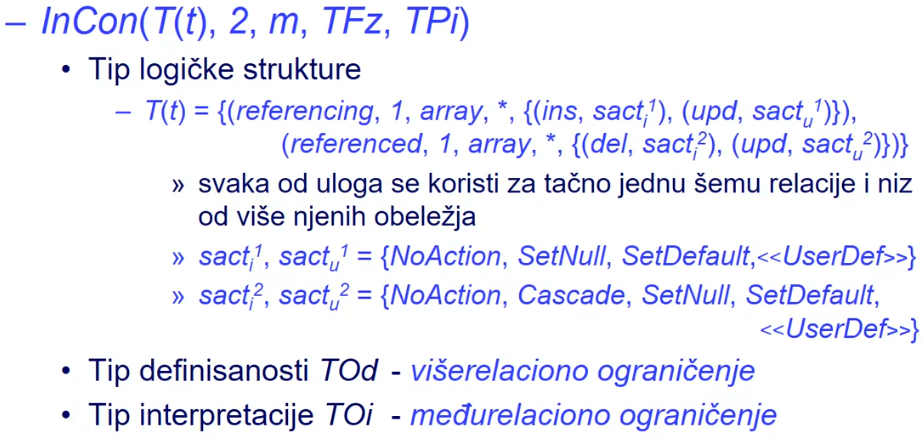 – InCon(T(t), 2, m, TFz, TPi)
• Tip logičke strukture
– T(t) = {(referencing, 1, array, *, {(ins, sactᵢ¹), (upd, sactᵤ¹)}),
(referenced, 1, array, *, {(del, sactᵢ²), (upd, sactᵤ²)})}
» svaka od uloga se koristi za tačno jednu šemu relacije i niz
od više njenih obeležja
» sactᵢ¹, sactᵤ¹ = {NoAction, SetNull, SetDefault,<<UserDef>>}
» sactᵢ², sactᵤ² = {NoAction, Cascade, SetNull, SetDefault,
<<UserDef>>}
• Tip definisanosti TOd - višerelaciono ograničenje
• Tip interpretacije TOi - međurelaciono ograničenje